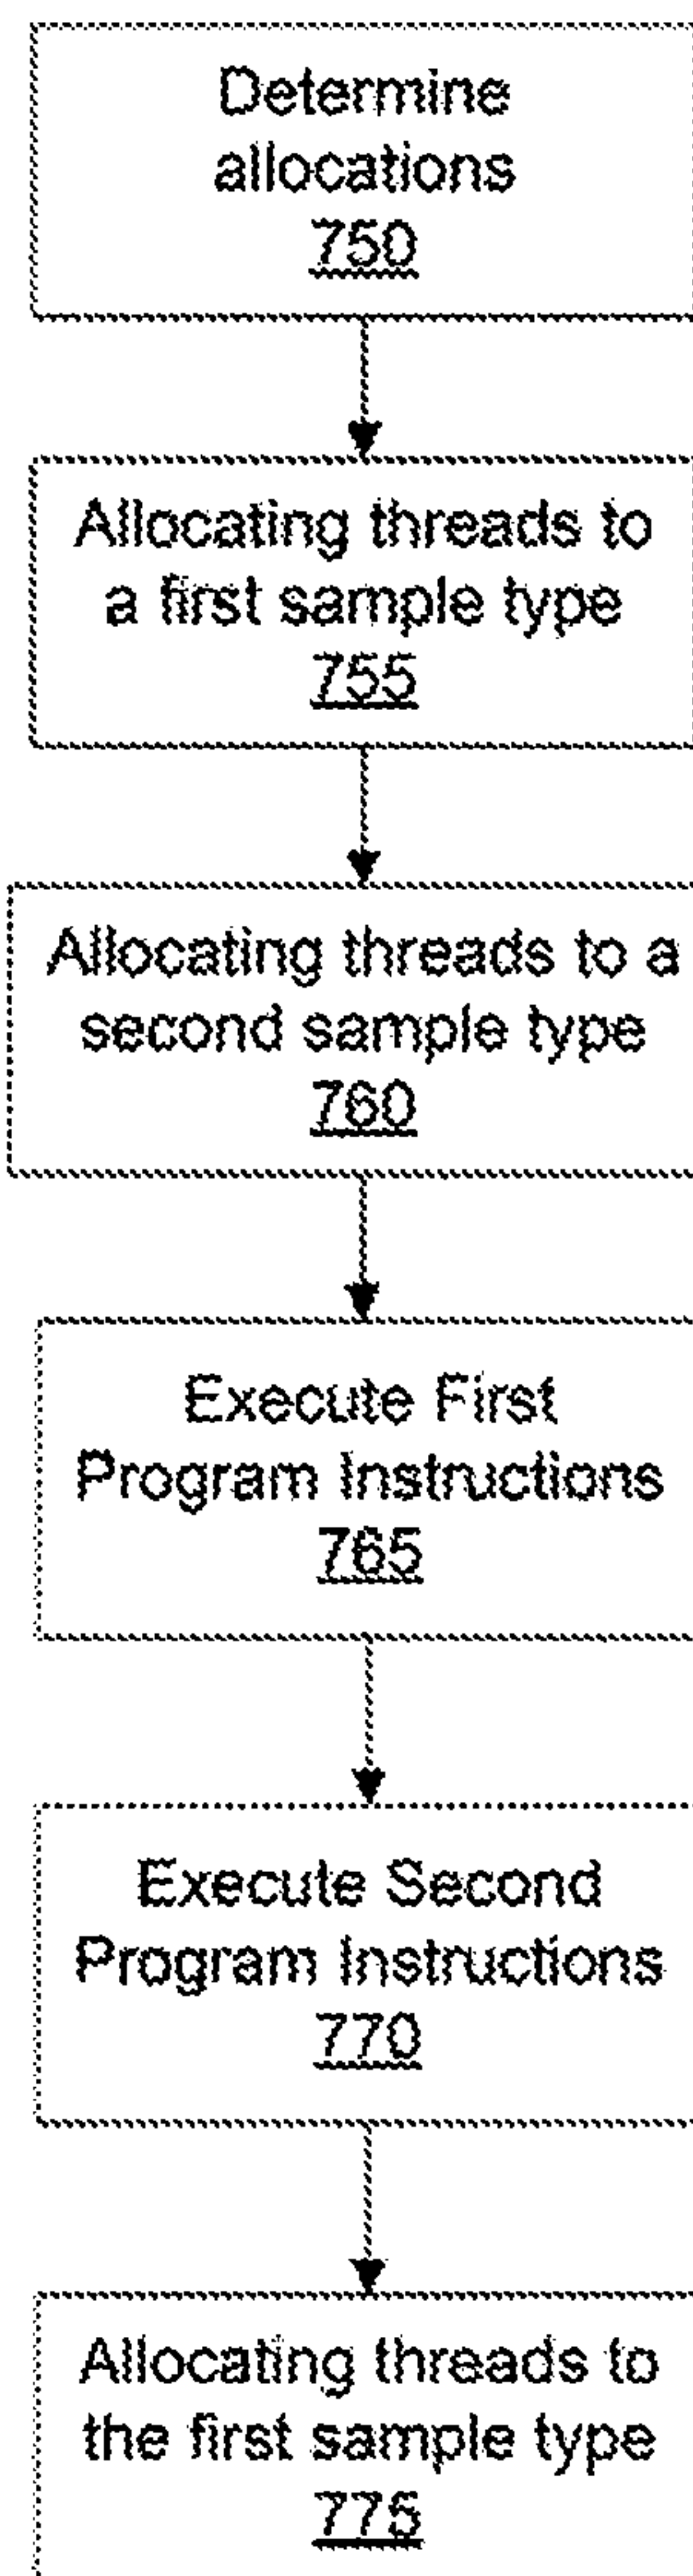 Determine
allocations
750
Allocating threads to
a first sample type
755
Allocating threads to a
second sample type
760
Execute First
Program Instructions
765
Execute Second
Program Instructions
770
Allocating threads to
the first sample type
775